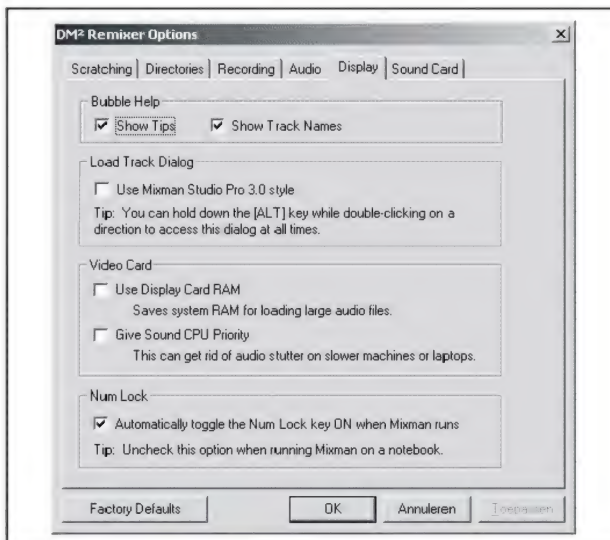 DM² Remixer Options
Scratching Directories Recording Audio Display Sound Card
Bubble Help
Show Tips Show Track Names
Load Track Dialog
Use Mixman Studio Pro 3.0 style
Tip: You can hold down the [ALT] key while double-clicking on a
direction to access this dialog at all times.
Video Card
Use Display Card RAM
Saves system RAM for loading large audio files.
Give Sound CPU Priority
This can get rid of audio stutter on slower machines or laptops.
Num Lock
Automatically toggle the Num Lock key ON when Mixman runs
Tip: Uncheck this option when running Mixman on a notebook.
Factory Defaults OK Annuleren Toepassen